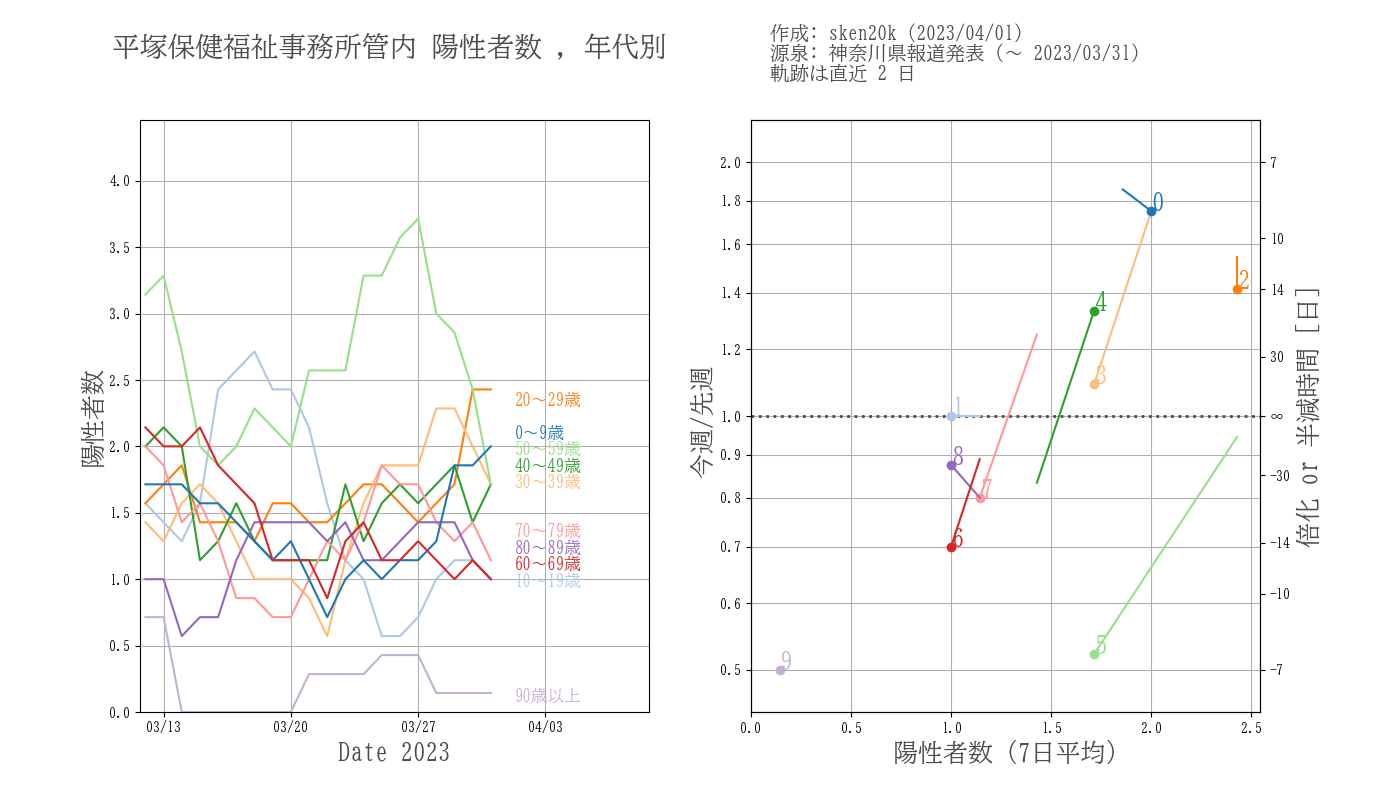 平塚保健福祉事務所管内 陽性者数 , 年代別
作成: sken20k (2023/04/01)
源泉: 神奈川県報道発表 (〜 2023/03/31)
軌跡は直近 2 日
4.0
3.5
3.0
2.5
2.0
1.5
1.0
0.5
0.0
陽性者数
03/13
03/20
03/27
04/03
Date 2023
20〜29歳
0〜9歳
50〜59歳
40〜49歳
30〜39歳
70〜79歳
80〜89歳
60〜69歳
10〜19歳
90歳以上
2.0
1.8
1.6
1.4
1.2
1.0
0.9
0.8
0.7
0.6
0.5
今週/先週
0
2
4
3
1
8
7
6
5
9
0.0
0.5
1.0
1.5
2.0
2.5
陽性者数 (7日平均)
7
10
14
30
∞
−30
−14
−10
−7
倍化 or 半減時間 [日]